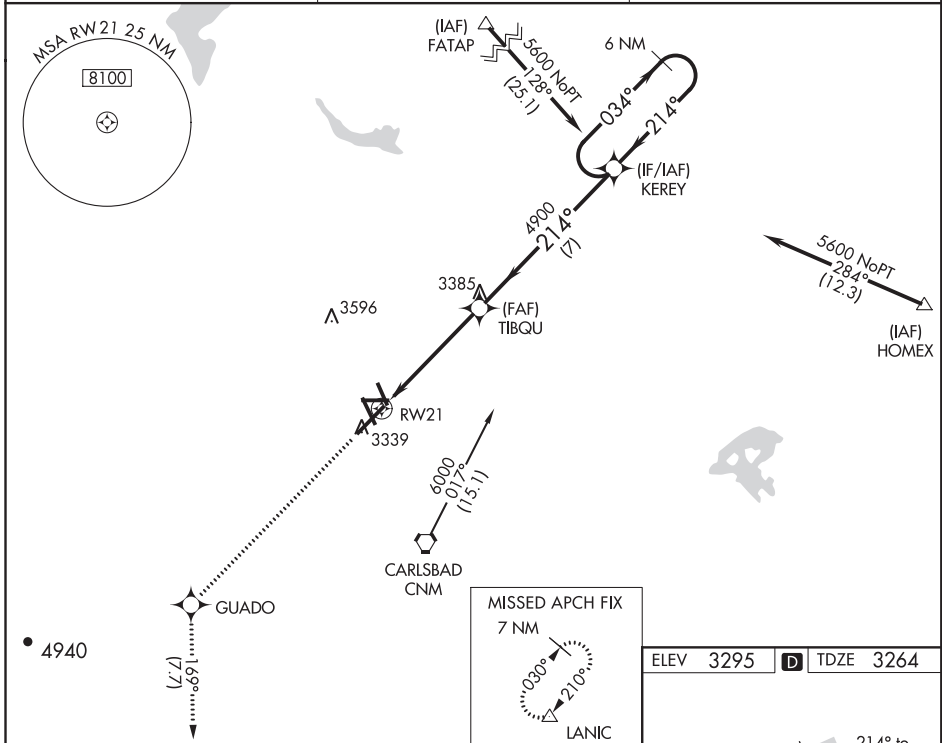 MSA RW21 25 NM
8100
(IAF)
FATAP
5600 NoPT
128°
(25.1)
6 NM
034°
214°
(IF/IAF)
KEREY
4900
214°
(7)
5600 NoPT
284°
(12.3)
(IAF)
HOMEX
3596
3385
(FAF)
TIBQU
RW21
3339
6000
017°
(15.1)
CARLSBAD
CNM
GUADO
4940
169°
(7.7)
MISSED APCH FIX
7 NM
030°
210°
LANIC
ELEV 3295 D TDZE 3264
214° to